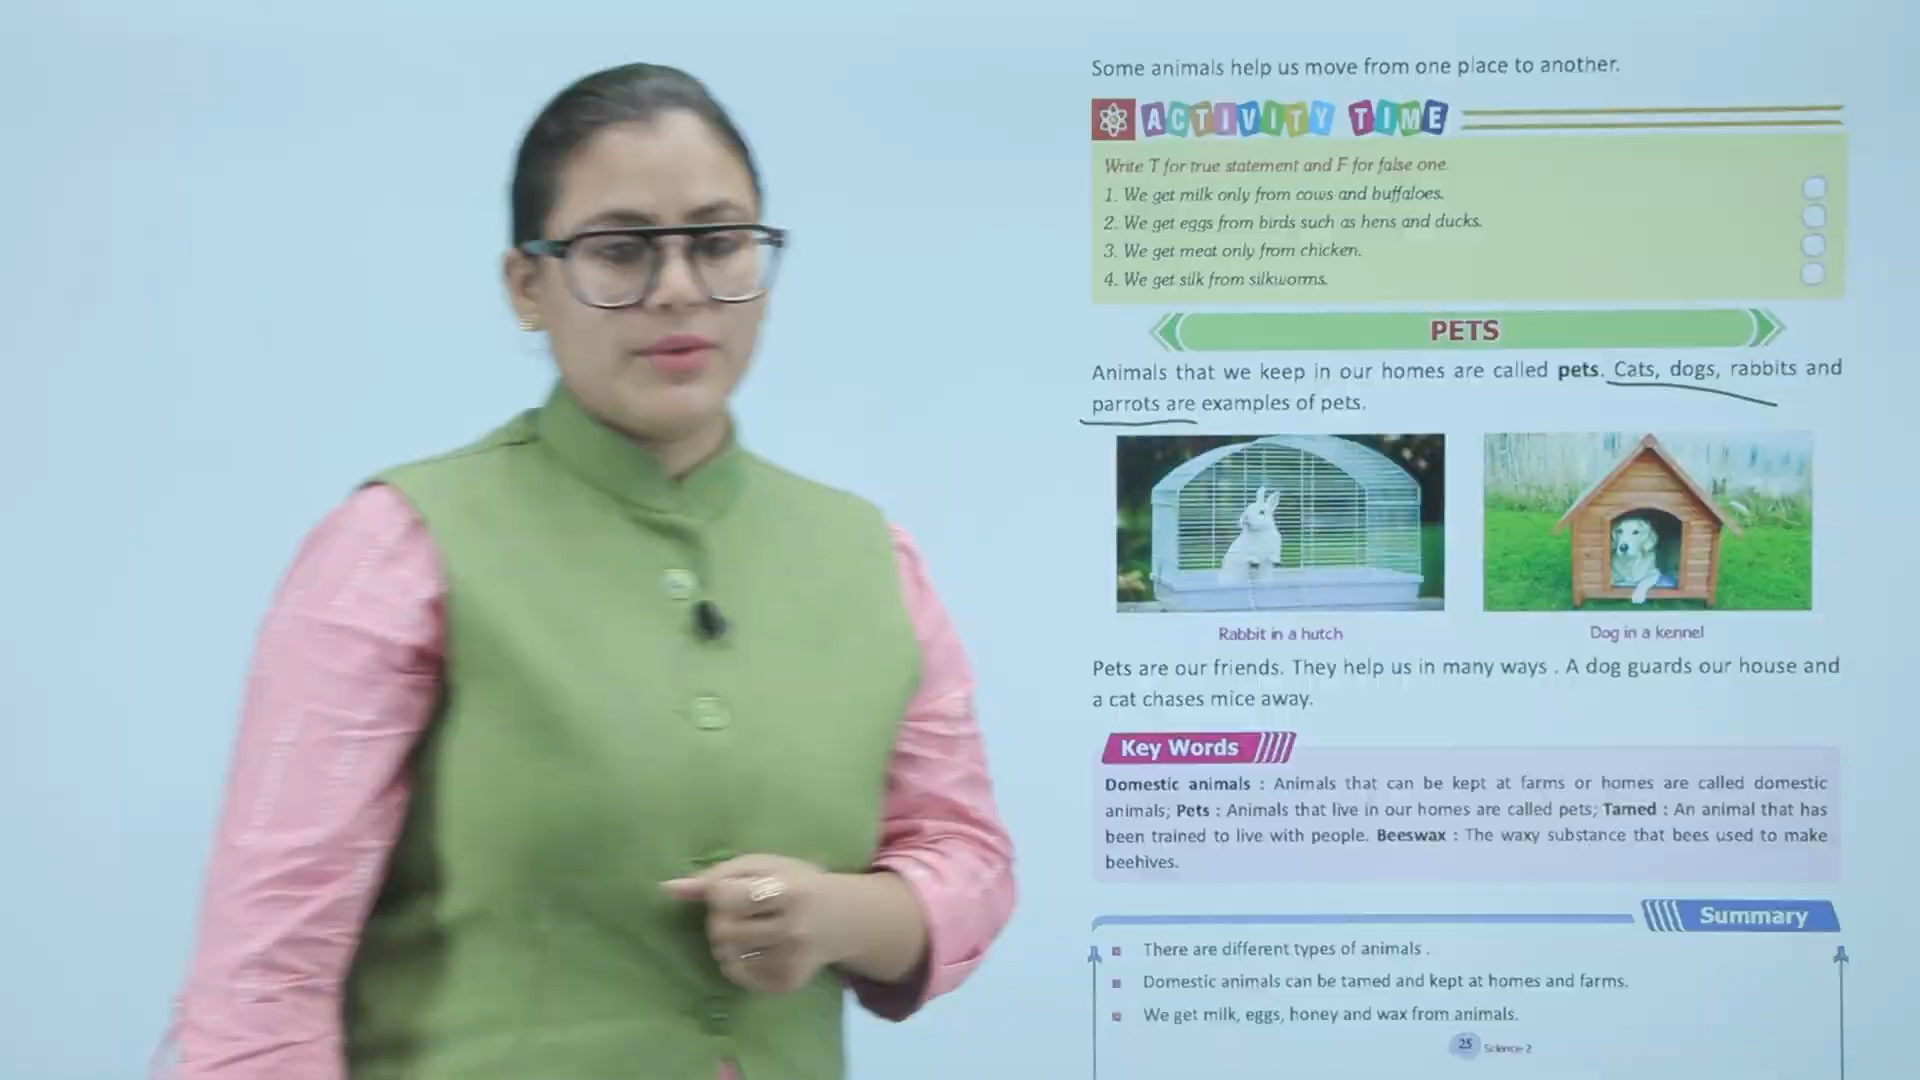 Some animals help us move from one place to another.
ACTIVITY TIME
Write T for true statement and F for false one.
1. We get milk only from cows and buffaloes.
2. We get eggs from birds such as hens and ducks.
3. We get meat only from chicken.
4. We get silk from silkworms.
PETS
Animals that we keep in our homes are called pets. Cats, dogs, rabbits and
parrots are examples of pets.
Rabbit in a hutch
Dog in a kennel
Pets are our friends. They help us in many ways . A dog guards our house and
a cat chases mice away.
Key Words
Domestic animals : Animals that can be kept at farms or homes are called domestic
animals; Pets : Animals that live in our homes are called pets; Tamed : An animal that has
been trained to live with people. Beeswax : The waxy substance that bees used to make
beehives.
Summary
There are different types of animals .
Domestic animals can be tamed and kept at homes and farms.
We get milk, eggs, honey and wax from animals.
25 Science-2